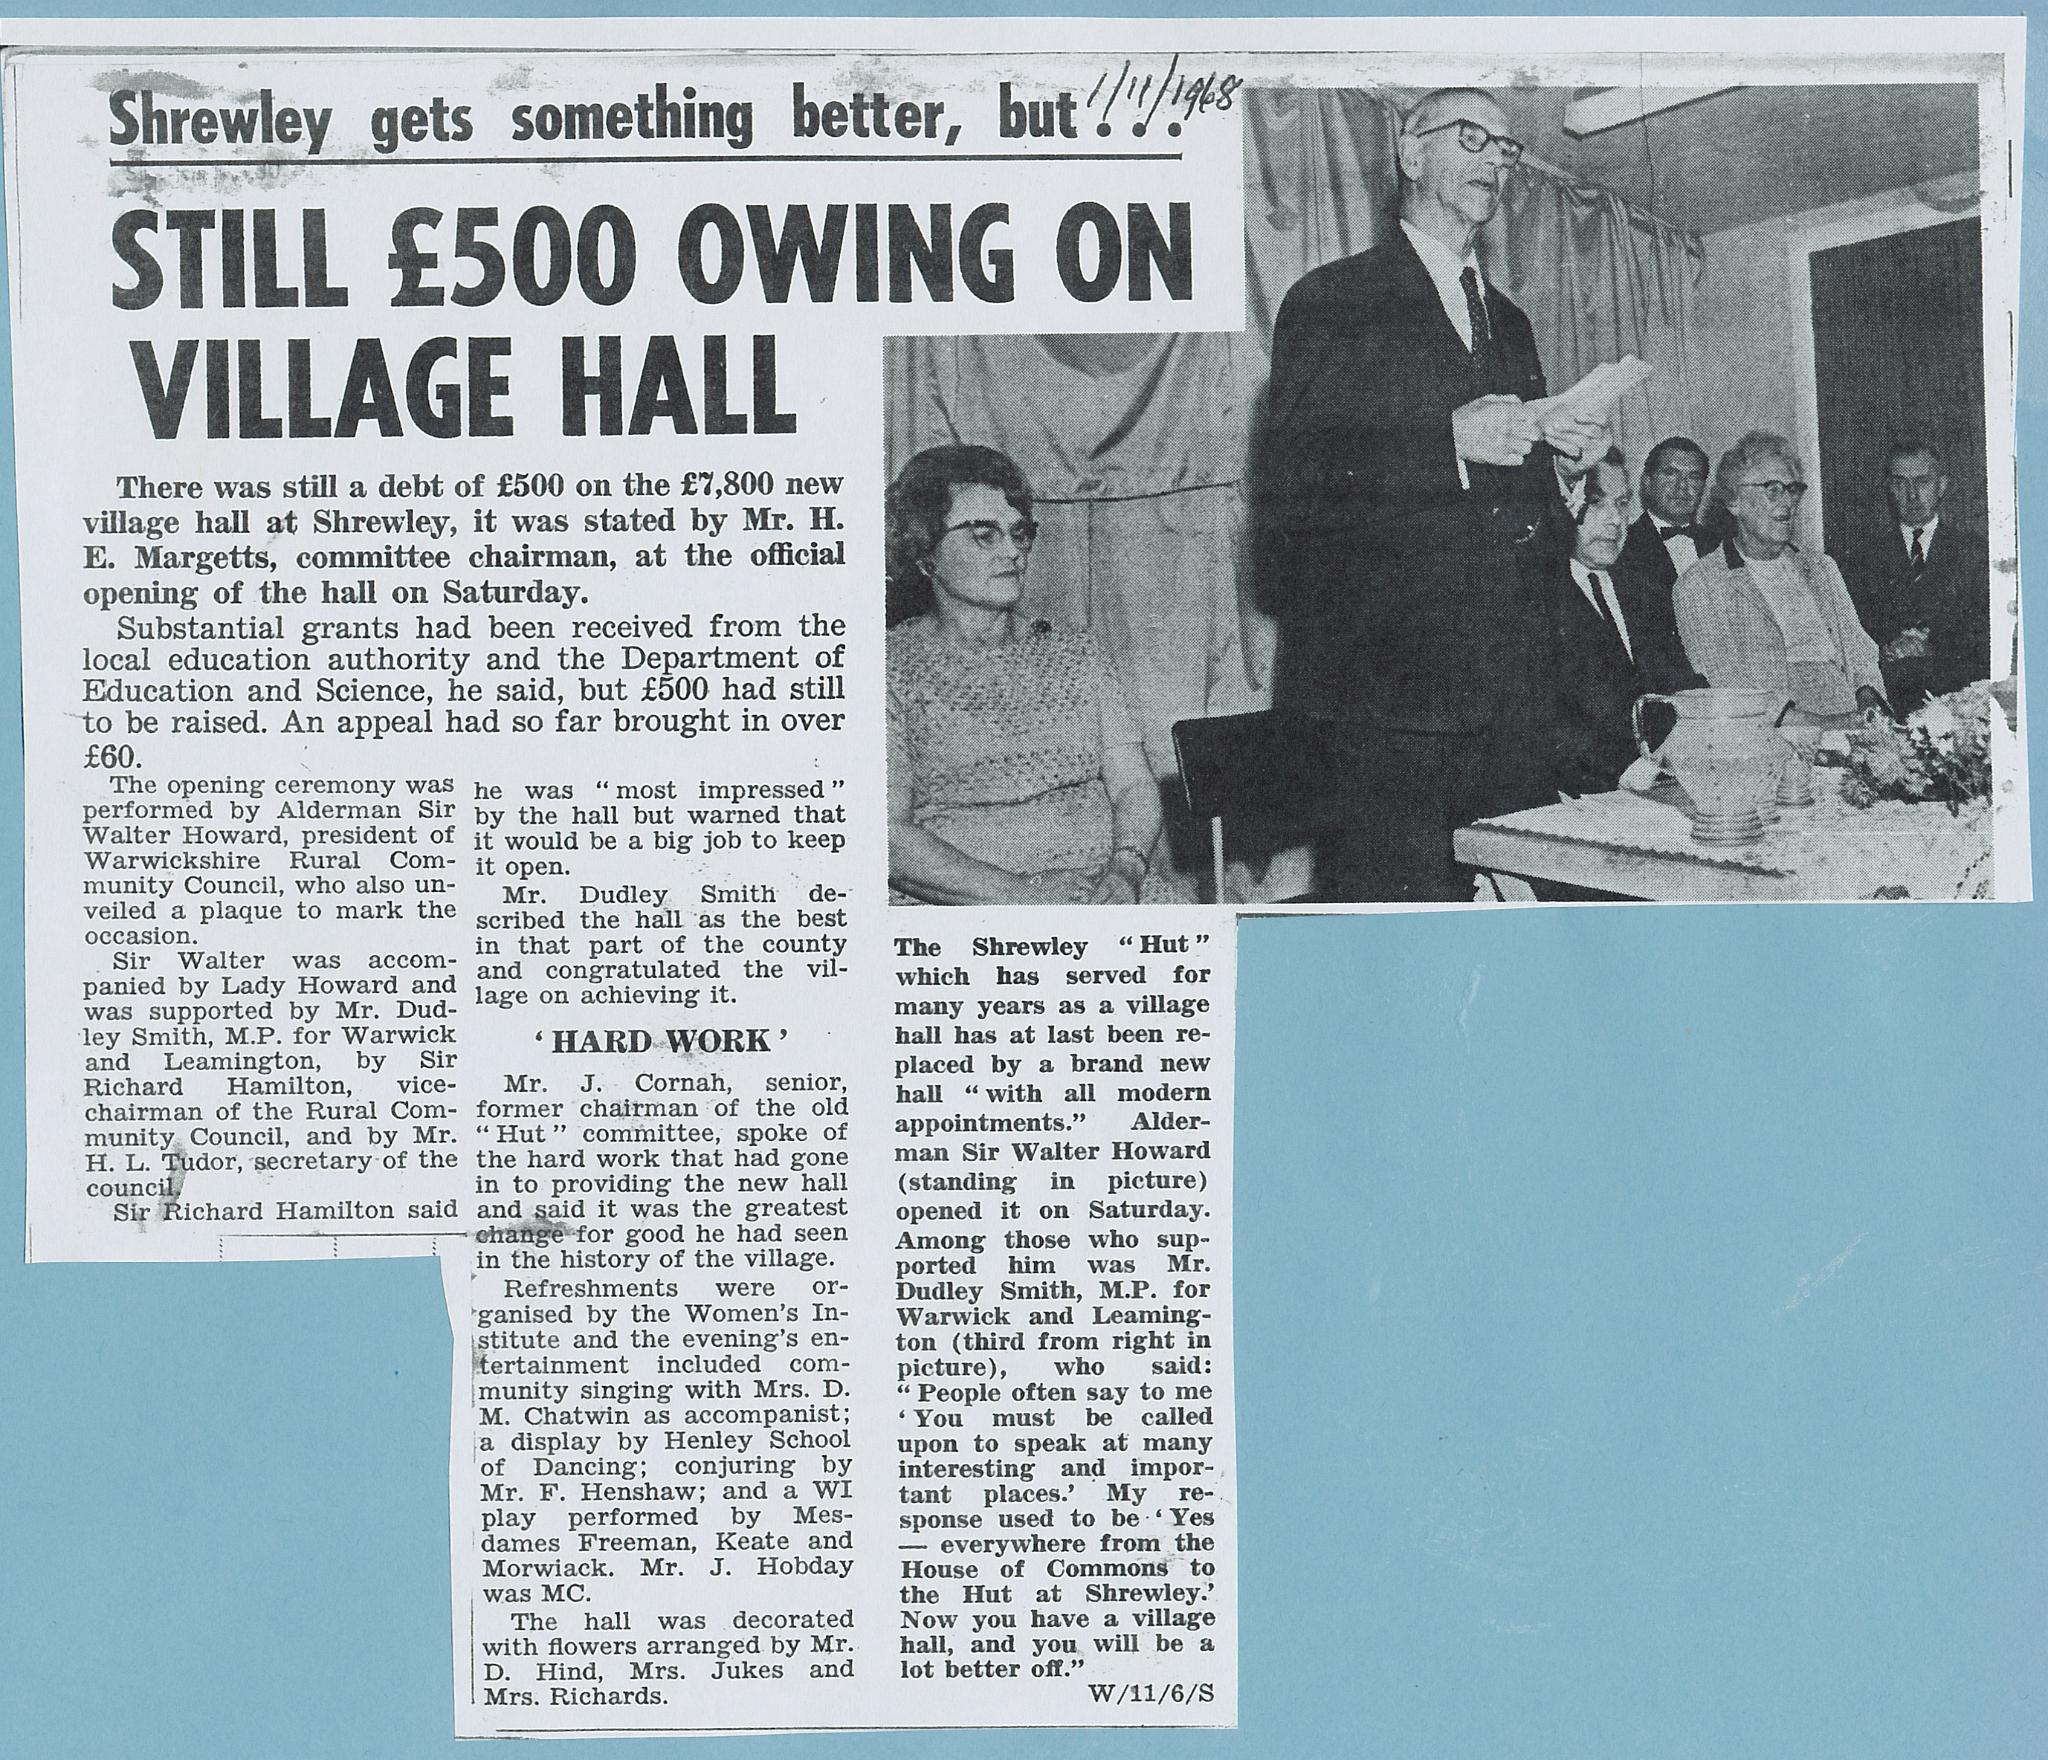 Shrewley gets something better, but . . .
1/11/1968
STILL £500 OWING ON
VILLAGE HALL
There was still a debt of £500 on the £7,800 new
village hall at Shrewley, it was stated by Mr. H.
E. Margetts, committee chairman, at the official
opening of the hall on Saturday.
Substantial grants had been received from the
local education authority and the Department of
Education and Science, he said, but £500 had still
to be raised. An appeal had so far brought in over
£60.
The opening ceremony was
performed by Alderman Sir
Walter Howard, president of
Warwickshire Rural Com-
munity Council, who also un-
veiled a plaque to mark the
occasion.
Sir Walter was accom-
panied by Lady Howard and
was supported by Mr. Dud-
ley Smith, M.P. for Warwick
and Leamington, by Sir
Richard Hamilton, vice-
chairman of the Rural Com-
munity Council, and by Mr.
H. L. Tudor, secretary of the
council.
Sir Richard Hamilton said
he was “most impressed”
by the hall but warned that
it would be a big job to keep
it open.
Mr. Dudley Smith de-
scribed the hall as the best
in that part of the county
and congratulated the vil-
lage on achieving it.
‘HARD WORK’
Mr. J. Cornah, senior,
former chairman of the old
“Hut” committee, spoke of
the hard work that had gone
in to providing the new hall
and said it was the greatest
change for good he had seen
in the history of the village.
Refreshments were or-
ganised by the Women's In-
stitute and the evening's en-
tertainment included com-
munity singing with Mrs. D.
M. Chatwin as accompanist;
a display by Henley School
of Dancing; conjuring by
Mr. F. Henshaw; and a WI
play performed by Mes-
dames Freeman, Keate and
Morwiack. Mr. J. Hobday
was MC.
The hall was decorated
with flowers arranged by Mr.
D. Hind, Mrs. Jukes and
Mrs. Richards.
The Shrewley “Hut”
which has served for
many years as a village
hall has at last been re-
placed by a brand new
hall “with all modern
appointments.” Alder-
man Sir Walter Howard
(standing in picture)
opened it on Saturday.
Among those who sup-
ported him was Mr.
Dudley Smith, M.P. for
Warwick and Leaming-
ton (third from right in
picture), who said:
“People often say to me
‘You must be called
upon to speak at many
interesting and impor-
tant places.’ My re-
sponse used to be ‘Yes
— everywhere from the
House of Commons to
the Hut at Shrewley.’
Now you have a village
hall, and you will be a
lot better off.”
W/11/6/S